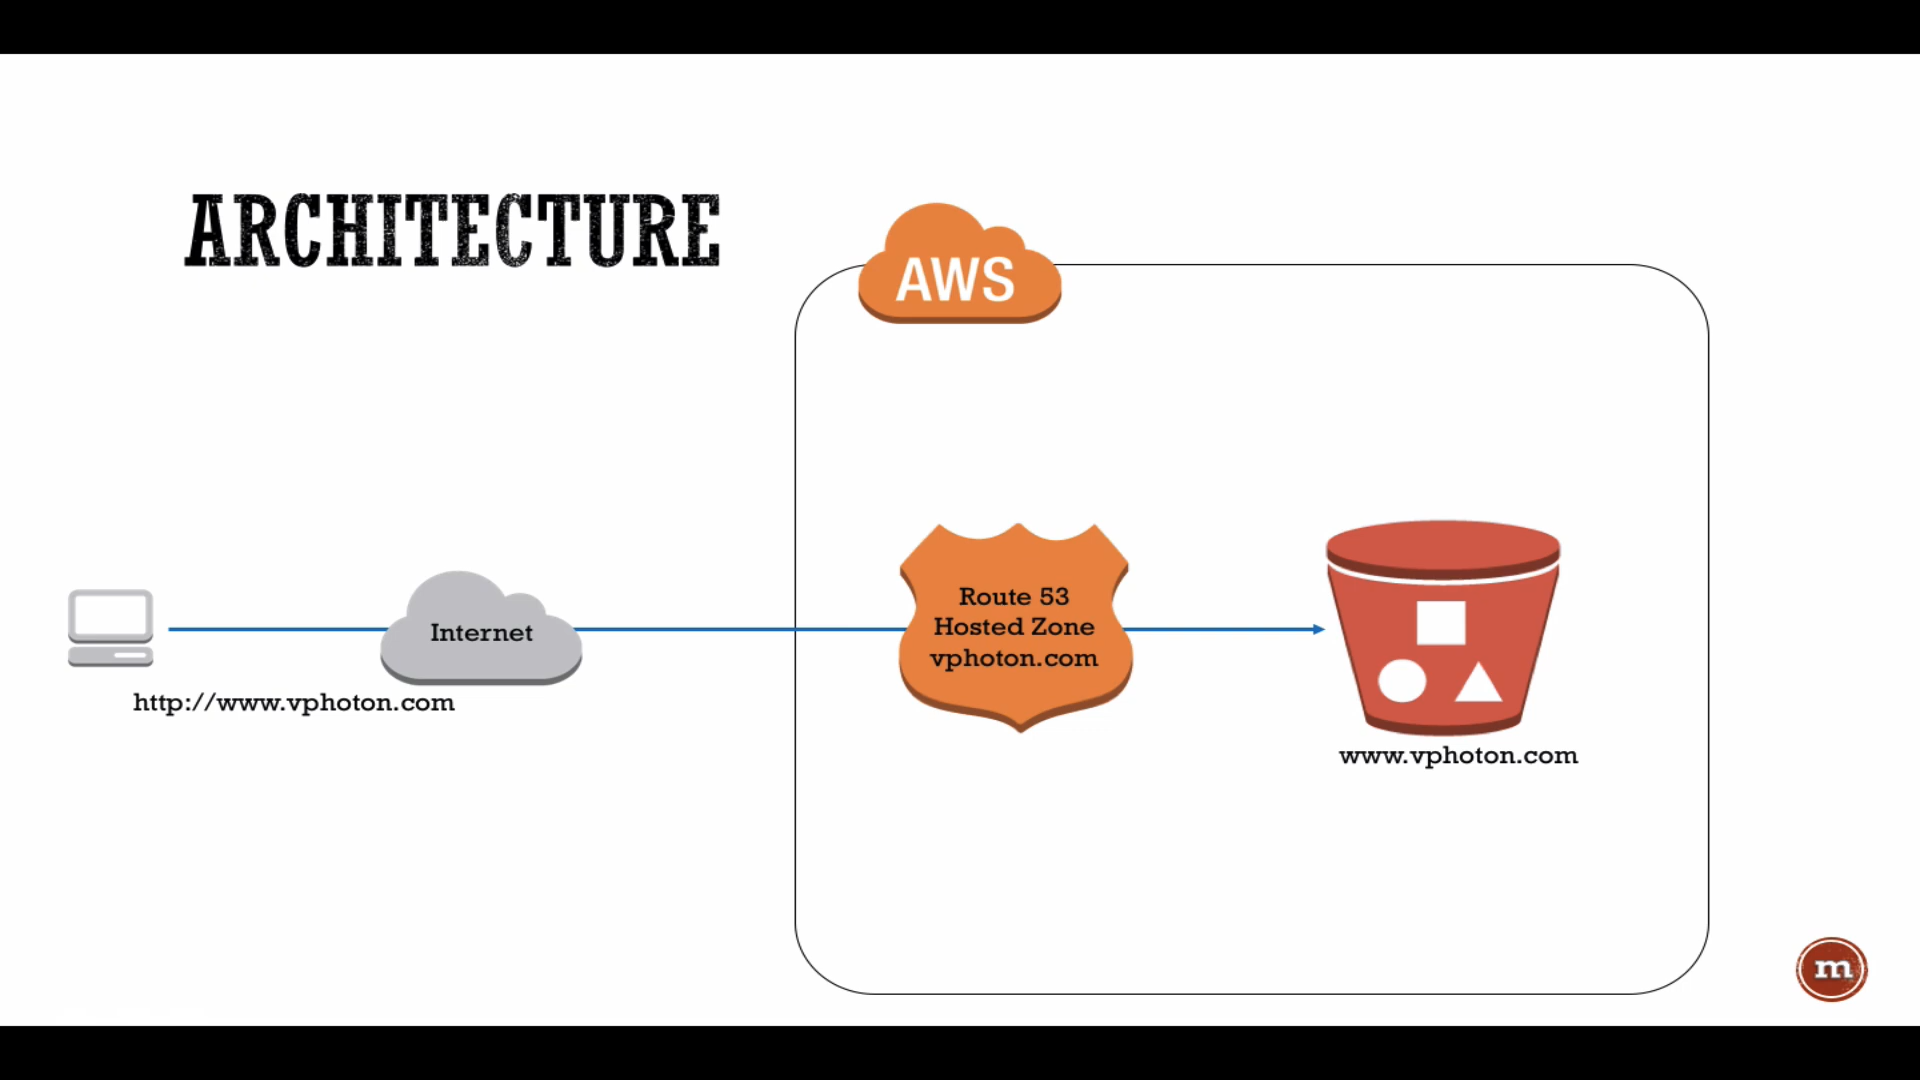 ARCHITECTURE
AWS
Internet
http://www.vphoton.com
Route 53
Hosted Zone
vphoton.com
www.vphoton.com
m